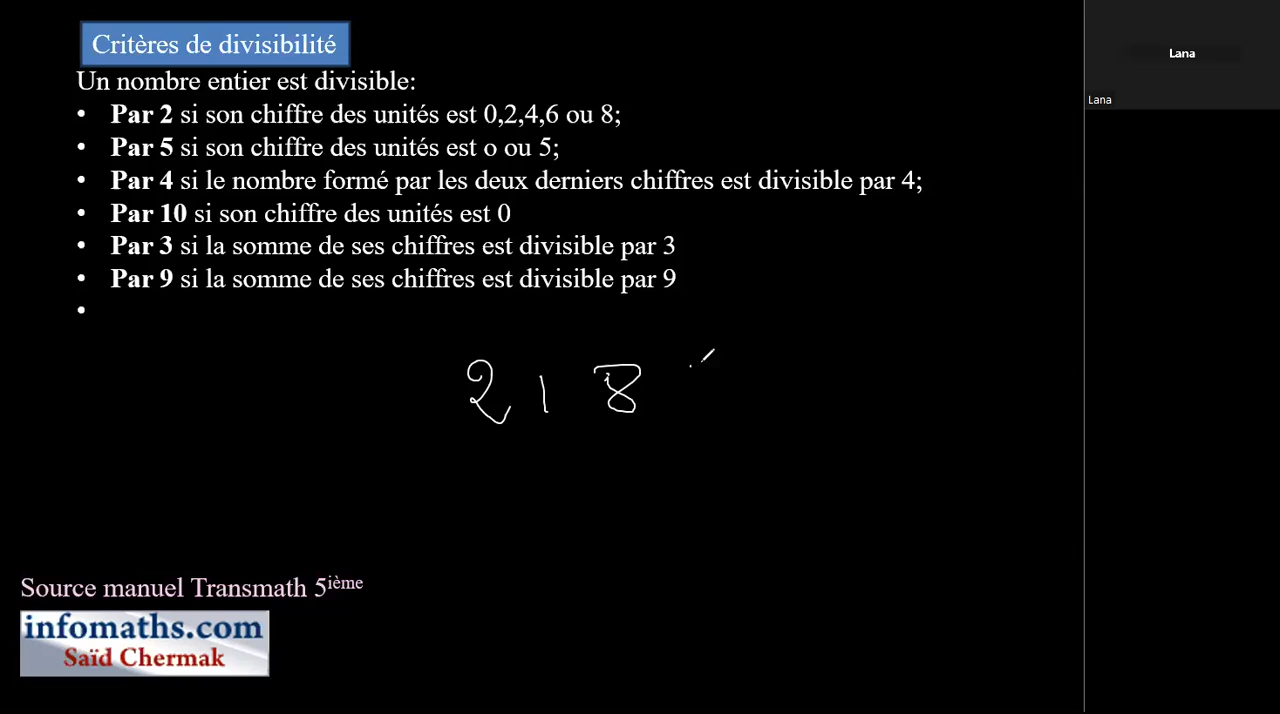 Critères de divisibilité
Un nombre entier est divisible:
• Par 2 si son chiffre des unités est 0,2,4,6 ou 8;
• Par 5 si son chiffre des unités est o ou 5;
• Par 4 si le nombre formé par les deux derniers chiffres est divisible par 4;
• Par 10 si son chiffre des unités est 0
• Par 3 si la somme de ses chiffres est divisible par 3
• Par 9 si la somme de ses chiffres est divisible par 9
•
2 1 8
Source manuel Transmath 5ième
infomaths.com
Saïd Chermak
Lana
Lana